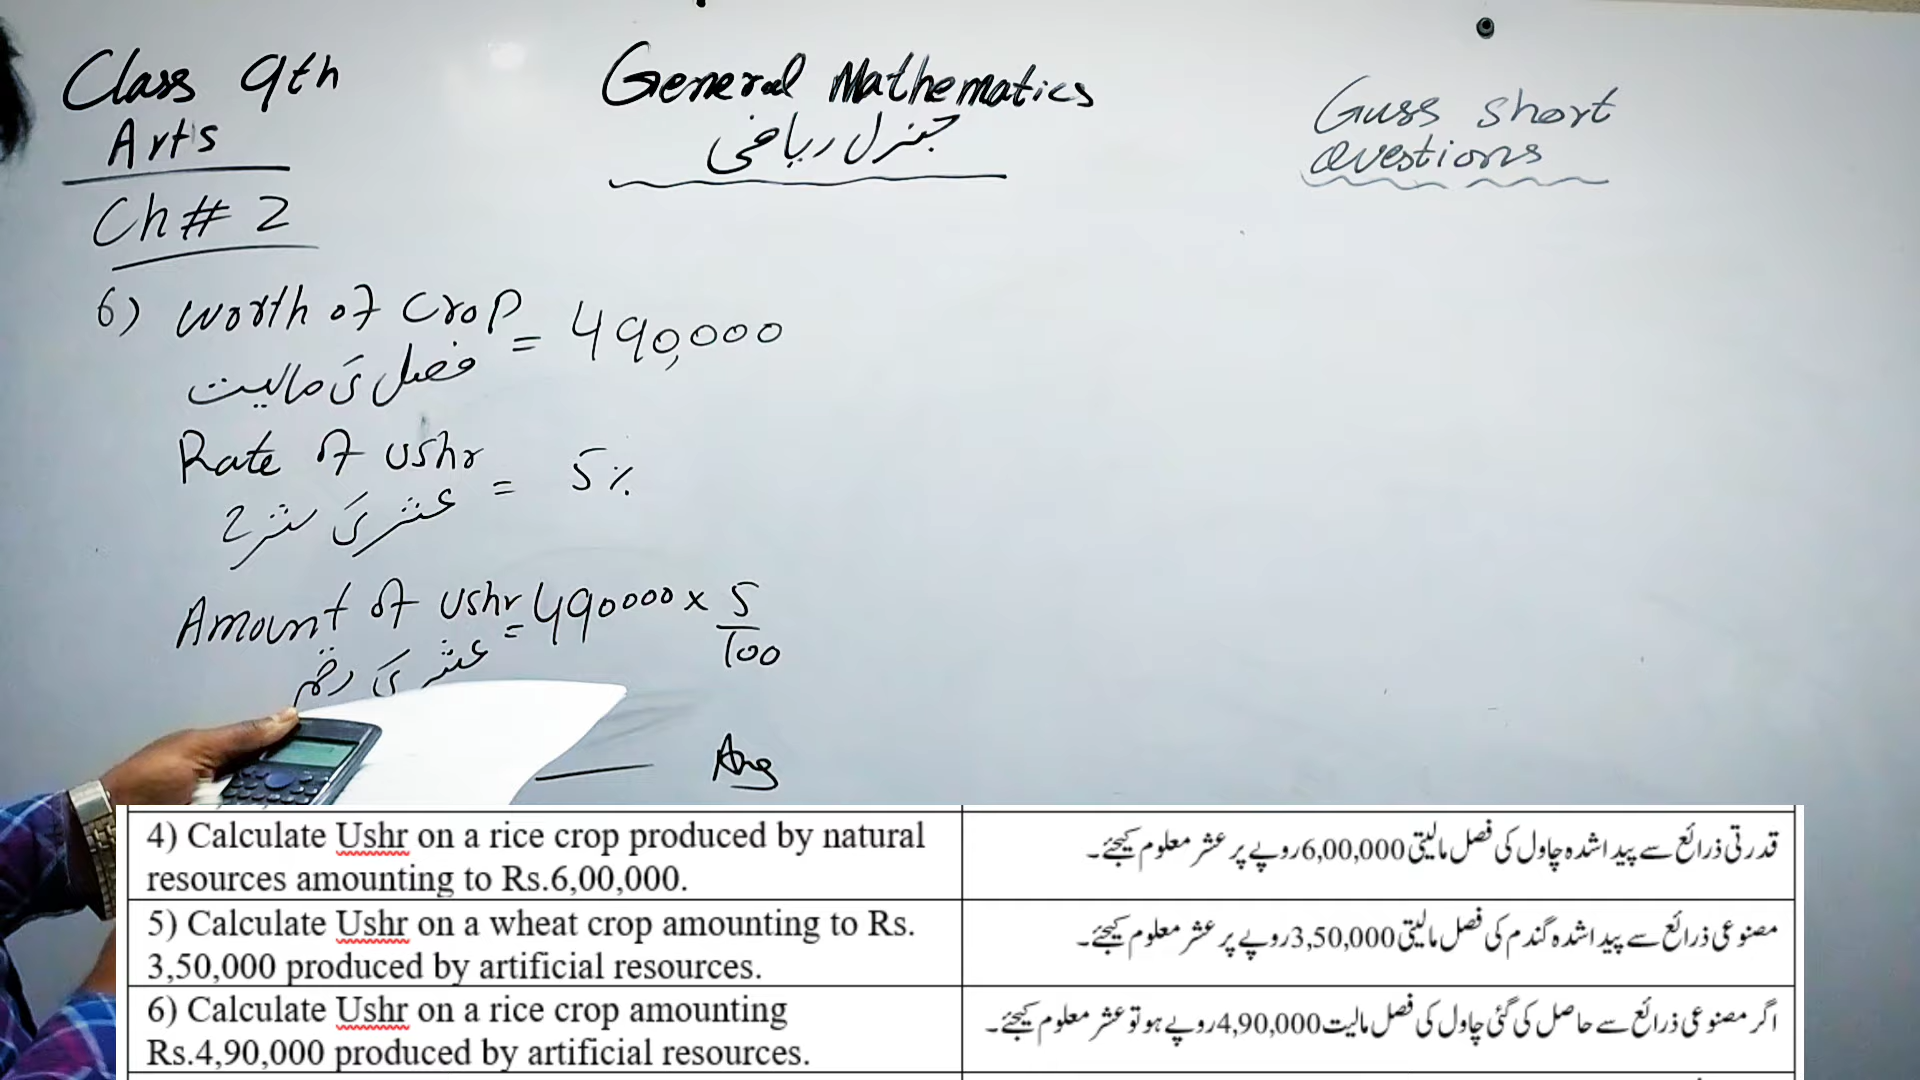 Class 9th
Arts
General Mathematics
جنرل ریاضی
Guss short
Questions
Ch# 2
6) Worth of Crop = 490,000
فصل کی مالیت
Rate of ushr = 5%
عشر کی شرح
Amount of ushr = 490000 x 5/100
عشر کی رقم
Ans
4) Calculate Ushr on a rice crop produced by natural
resources amounting to Rs.6,00,000.
قدرتی ذرائع سے پیدا شدہ چاول کی فصل مالیتی 6,00,000 روپے پر عشر معلوم کیجئے۔
5) Calculate Ushr on a wheat crop amounting to Rs.
3,50,000 produced by artificial resources.
مصنوعی ذرائع سے پیدا شدہ گندم کی فصل مالیتی 3,50,000 روپے پر عشر معلوم کیجئے۔
6) Calculate Ushr on a rice crop amounting
Rs.4,90,000 produced by artificial resources.
اگر مصنوعی ذرائع سے حاصل کی گئی چاول کی فصل مالیت 4,90,000 روپے ہو تو عشر معلوم کیجئے۔